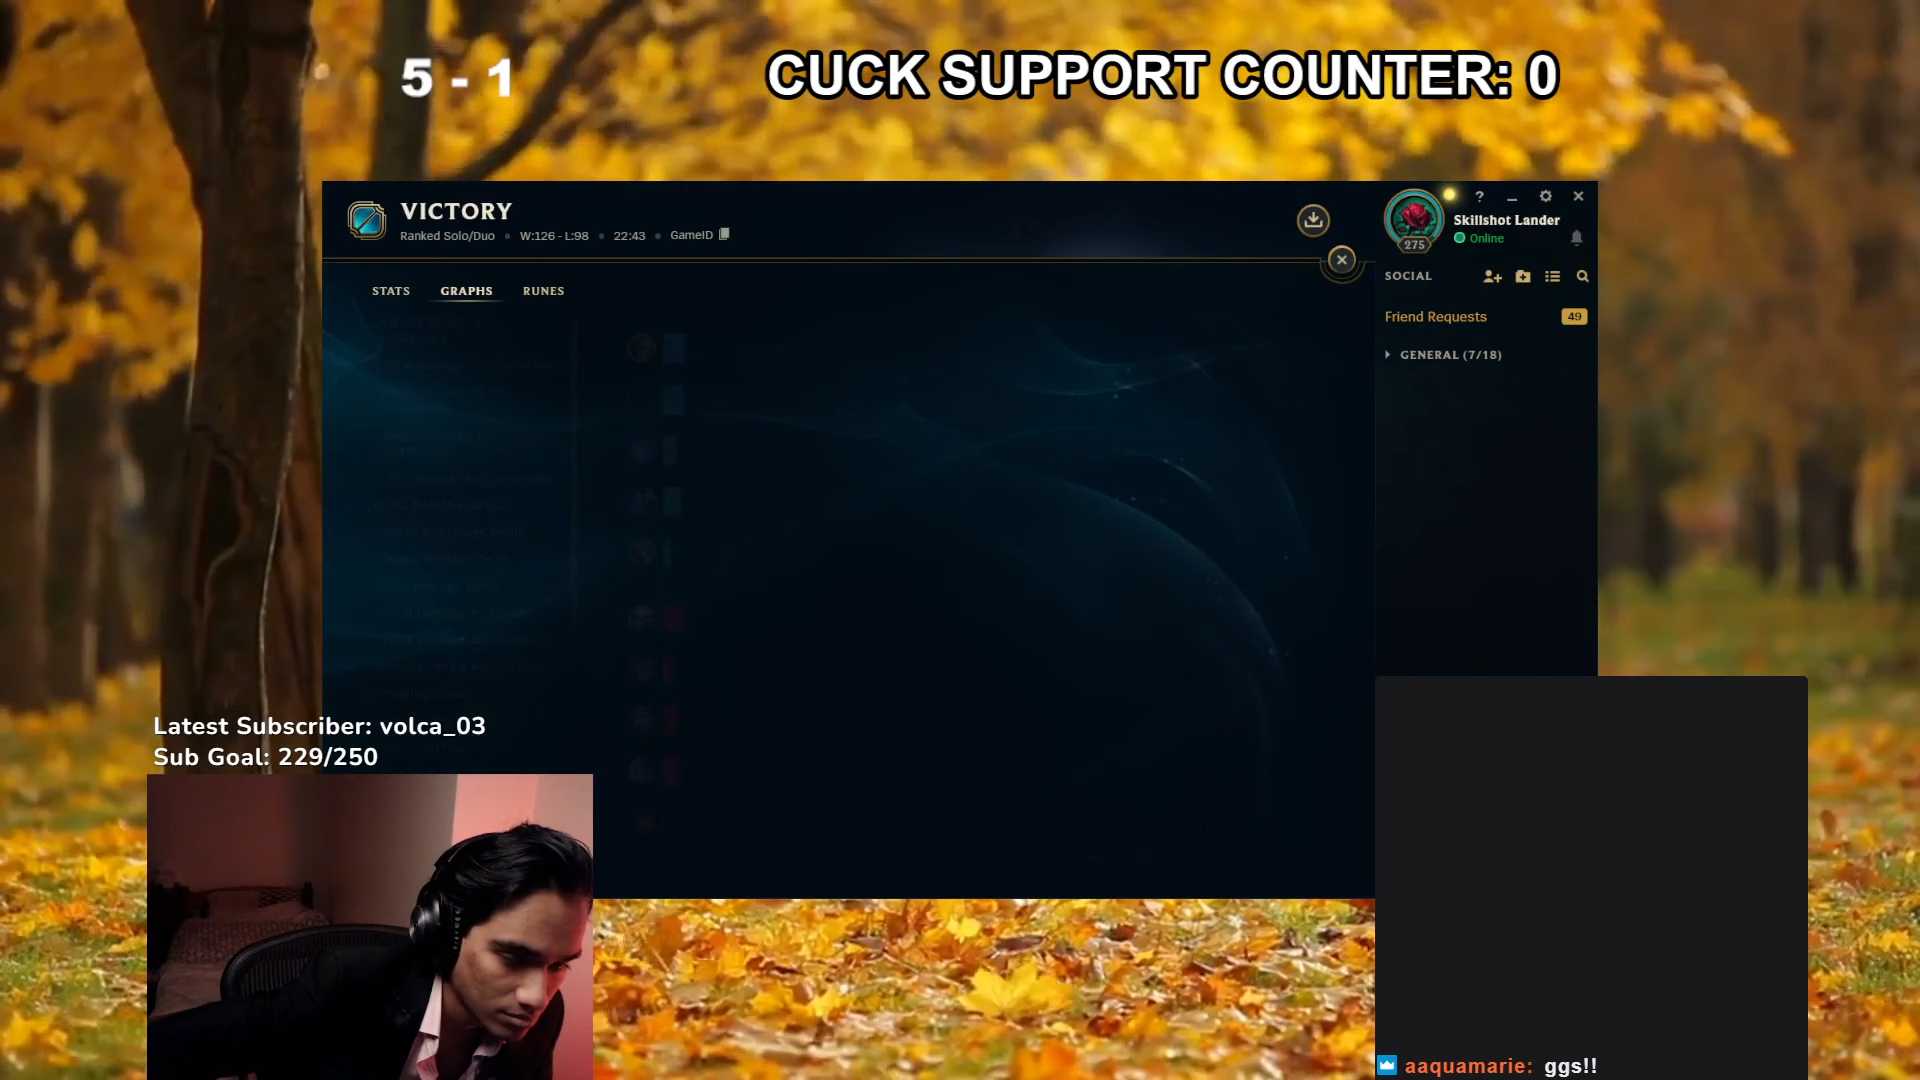 5 - 1
CUCK SUPPORT COUNTER: 0
VICTORY
Ranked Solo/Duo • W:126 - L:98 • 22:43 • GameID
?
Skillshot Lander
275
Online
STATS GRAPHS RUNES
SOCIAL
Friend Requests 49
GENERAL (7/18)
Latest Subscriber: volca_03
Sub Goal: 229/250
aaquamarie: ggs!!